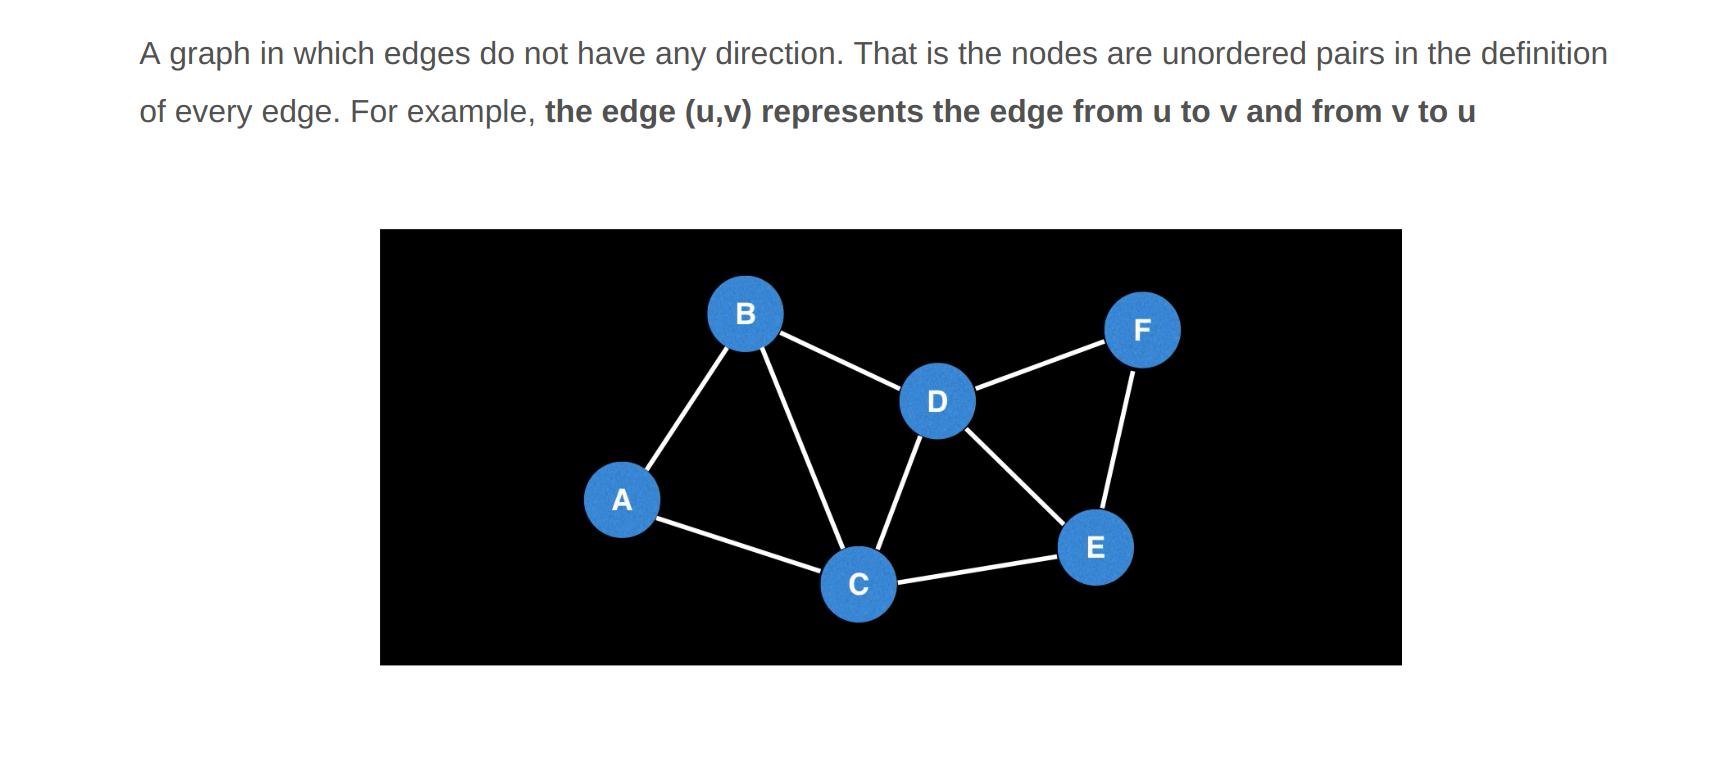 A graph in which edges do not have any direction. That is the nodes are unordered pairs in the definition
of every edge. For example, the edge (u,v) represents the edge from u to v and from v to u
B
F
D
A
E
C